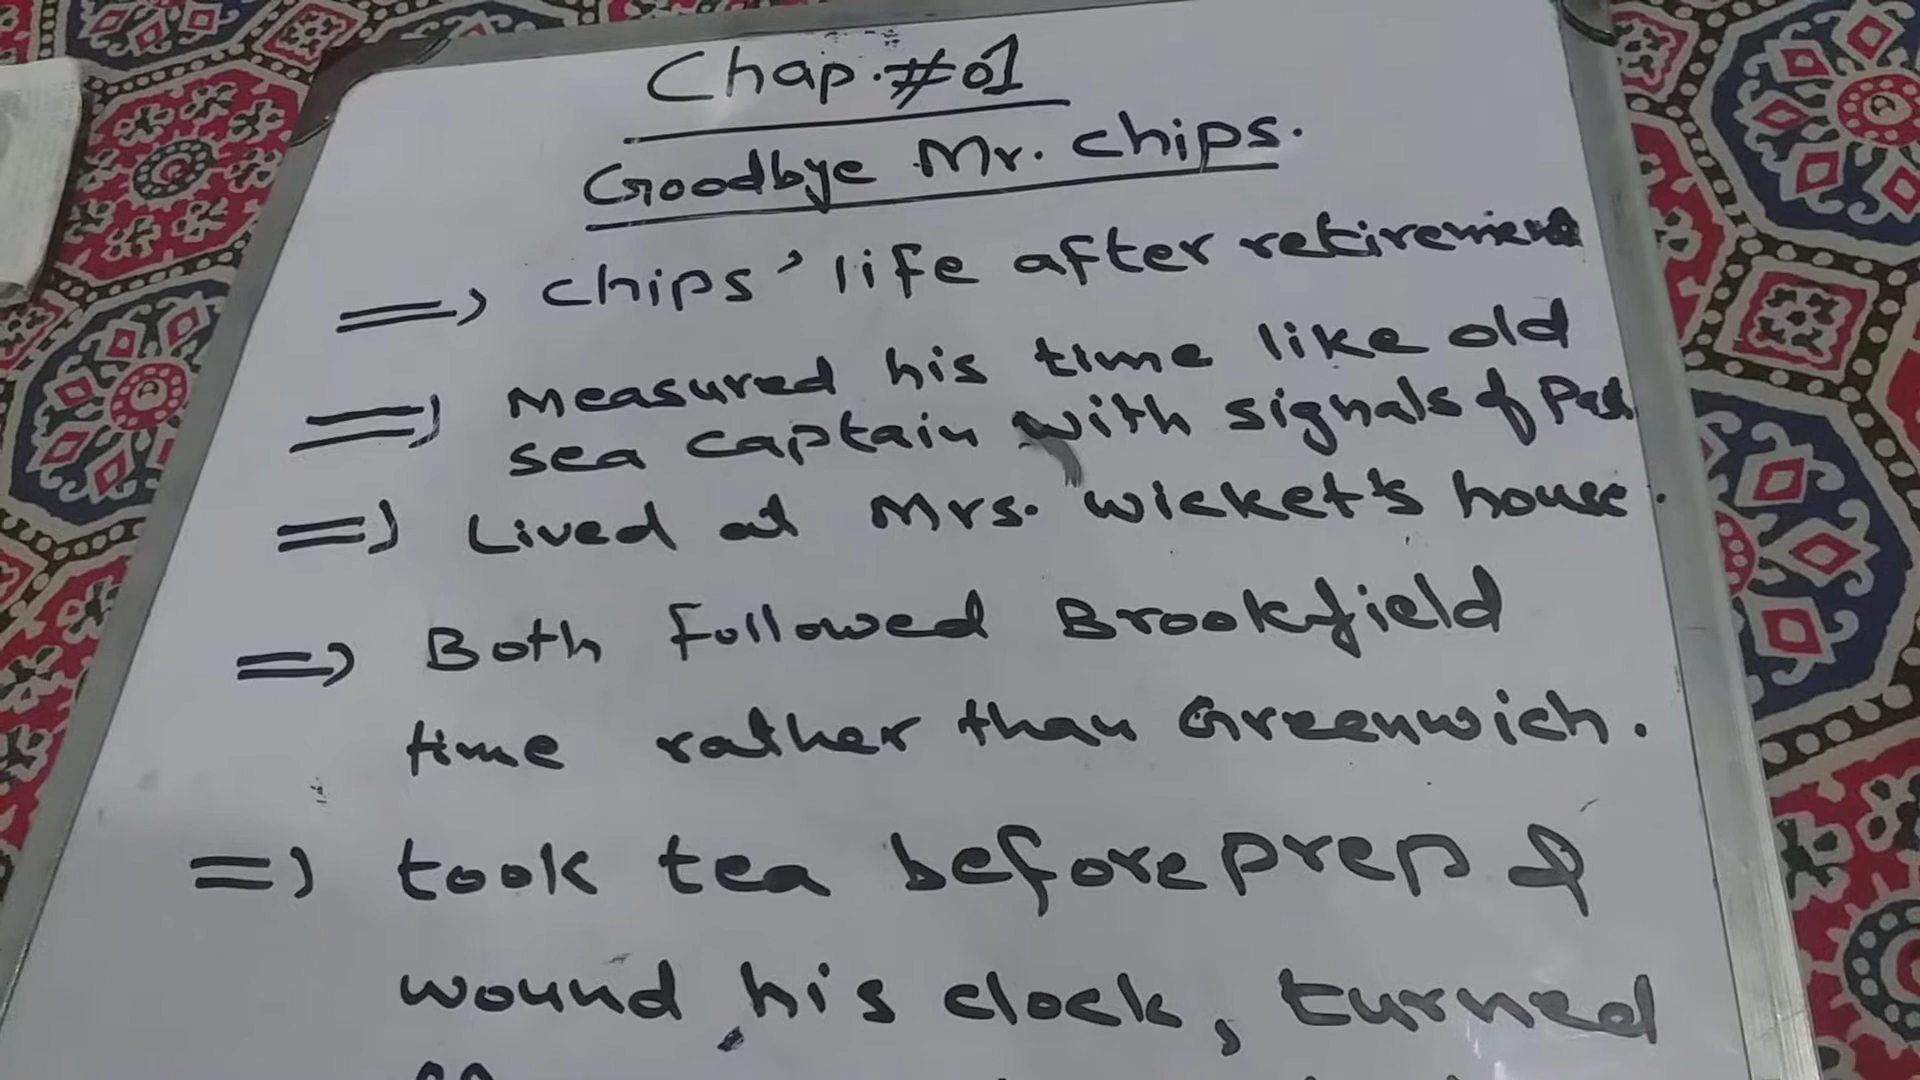 Chap. #01
Goodbye Mr. Chips.
=> Chips' life after retirement
=> Measured his time like old
sea captain with signals of Past
=> Lived at Mrs. Wicket's house.
=> Both Followed Brookfield
time rather than Greenwich.
=> took tea before prep &
wound his clock, turned